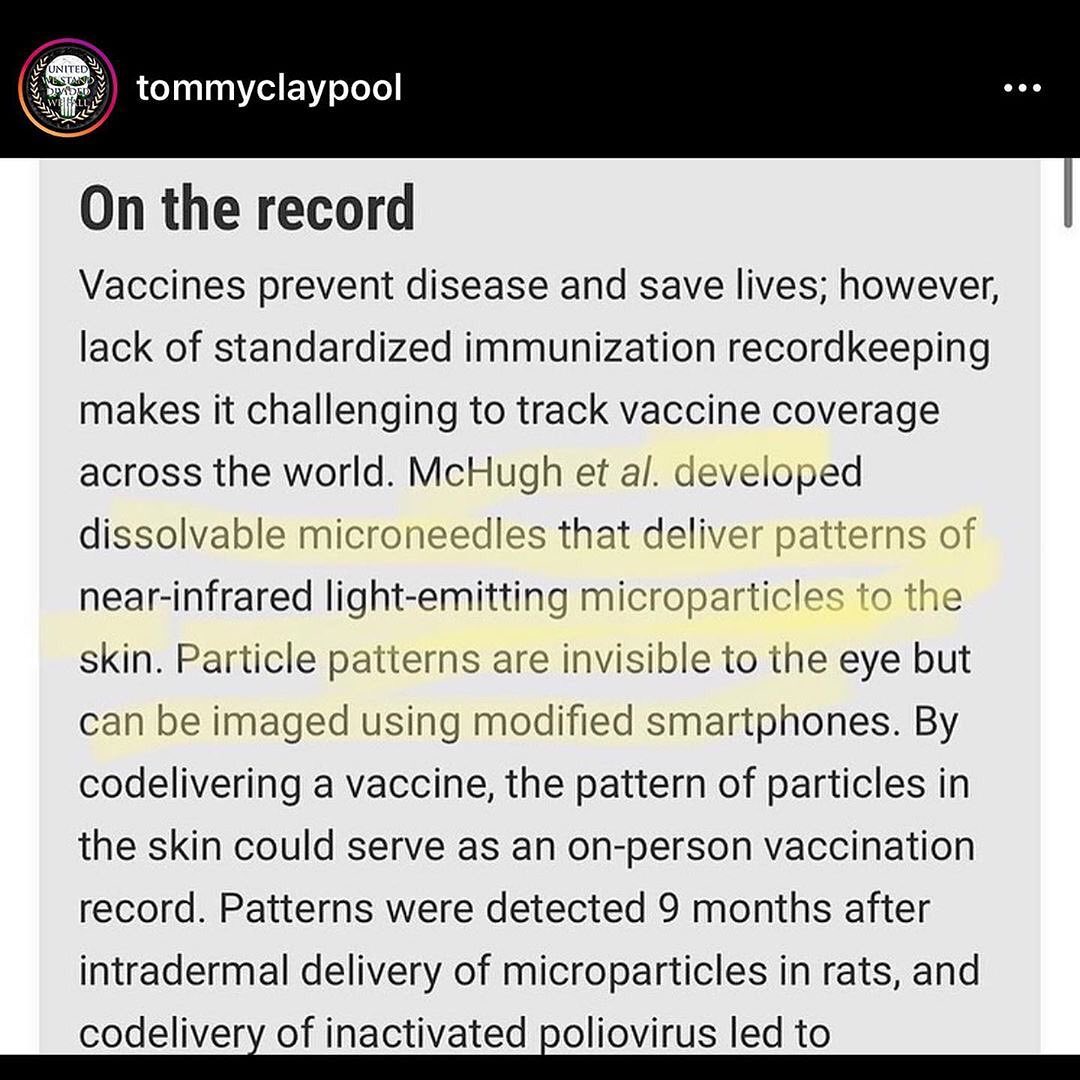 UNITED
WE STAND
DIVIDED
WE FALL
tommyclaypool
On the record
Vaccines prevent disease and save lives; however,
lack of standardized immunization recordkeeping
makes it challenging to track vaccine coverage
across the world. McHugh et al. developed
dissolvable microneedles that deliver patterns of
near-infrared light-emitting microparticles to the
skin. Particle patterns are invisible to the eye but
can be imaged using modified smartphones. By
codelivering a vaccine, the pattern of particles in
the skin could serve as an on-person vaccination
record. Patterns were detected 9 months after
intradermal delivery of microparticles in rats, and
codelivery of inactivated poliovirus led to